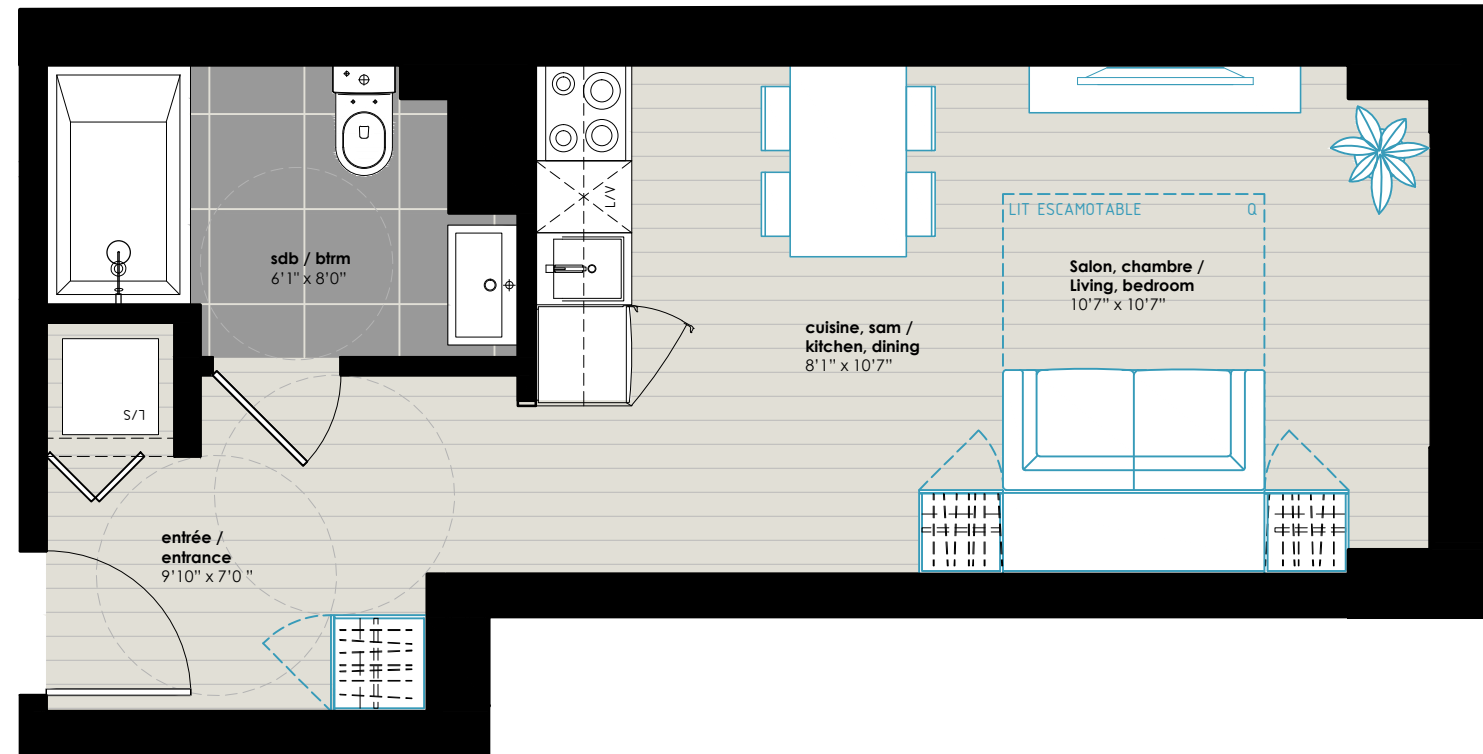 sdb / btrm
6'1" x 8'0"
L/V
LIT ESCAMOTABLE Q
Salon, chambre /
Living, bedroom
10'7" x 10'7"
cuisine, sam /
kitchen, dining
8'1" x 10'7"
L/S
entrée /
entrance
9'10" x 7'0 "